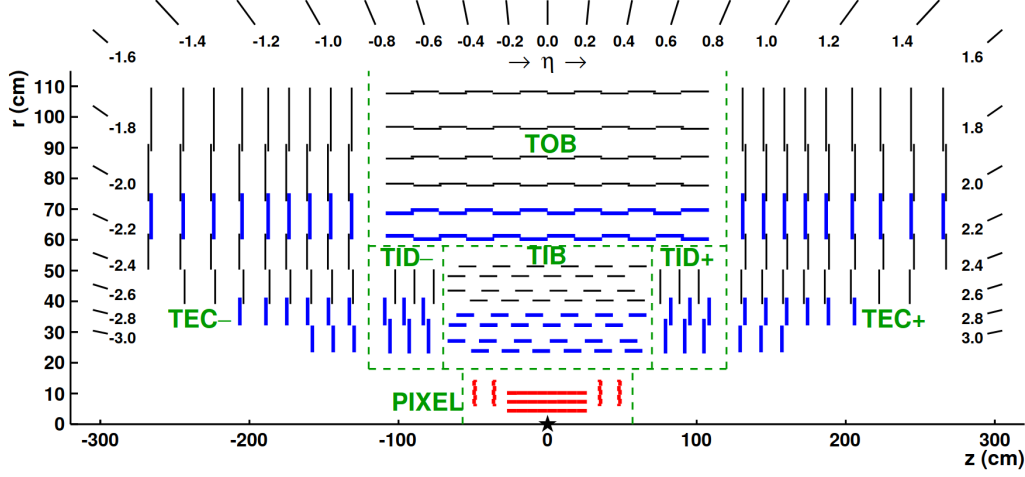 -1.4 -1.2 -1.0 -0.8 -0.6 -0.4 -0.2 0.0 0.2 0.4 0.6 0.8 1.0 1.2 1.4
-1.6 → η → 1.6
r (cm)
110
100
-1.8 1.8
90
TOB
80
-2.0 2.0
70
-2.2 2.2
60
TID− TIB TID+
-2.4 2.4
50
-2.6 2.6
40
TEC− -2.8 2.8 TEC+
30
-3.0 3.0
20
10
PIXEL
0
-300 -200 -100 0 100 200 300
z (cm)